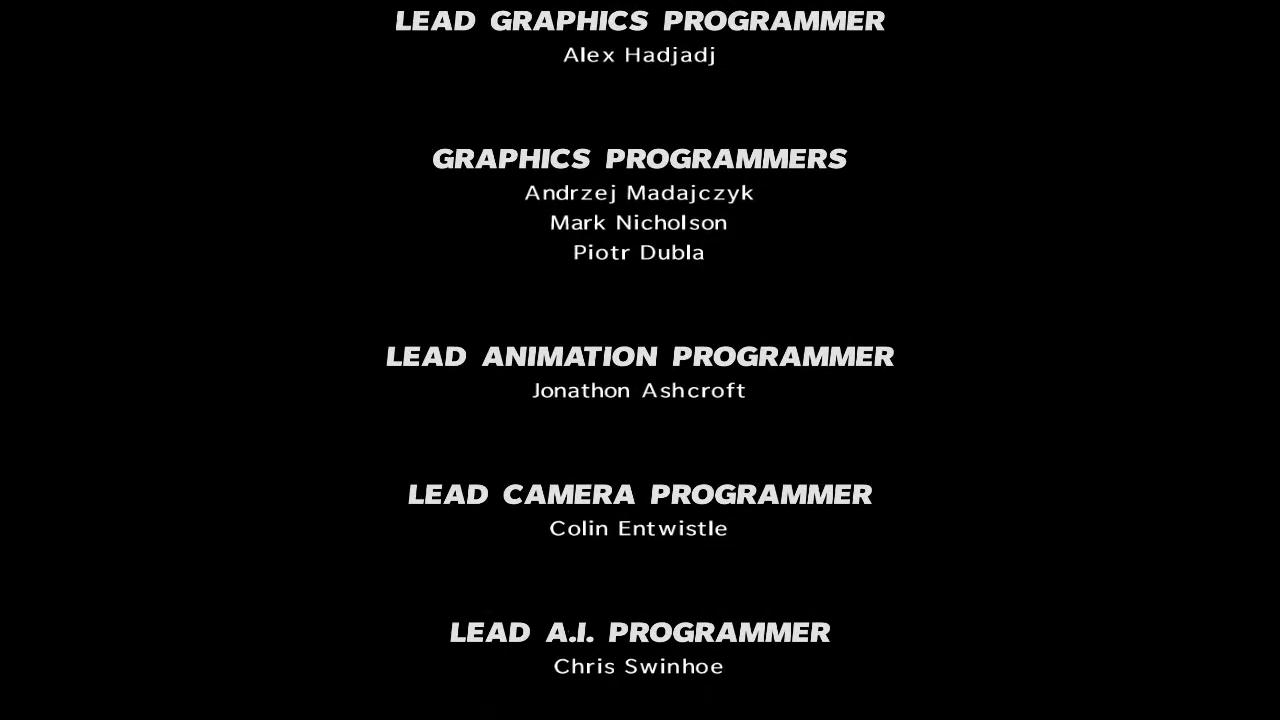 LEAD GRAPHICS PROGRAMMER
Alex Hadjadj
GRAPHICS PROGRAMMERS
Andrzej Madajczyk
Mark Nicholson
Piotr Dubla
LEAD ANIMATION PROGRAMMER
Jonathon Ashcroft
LEAD CAMERA PROGRAMMER
Colin Entwistle
LEAD A.I. PROGRAMMER
Chris Swinhoe